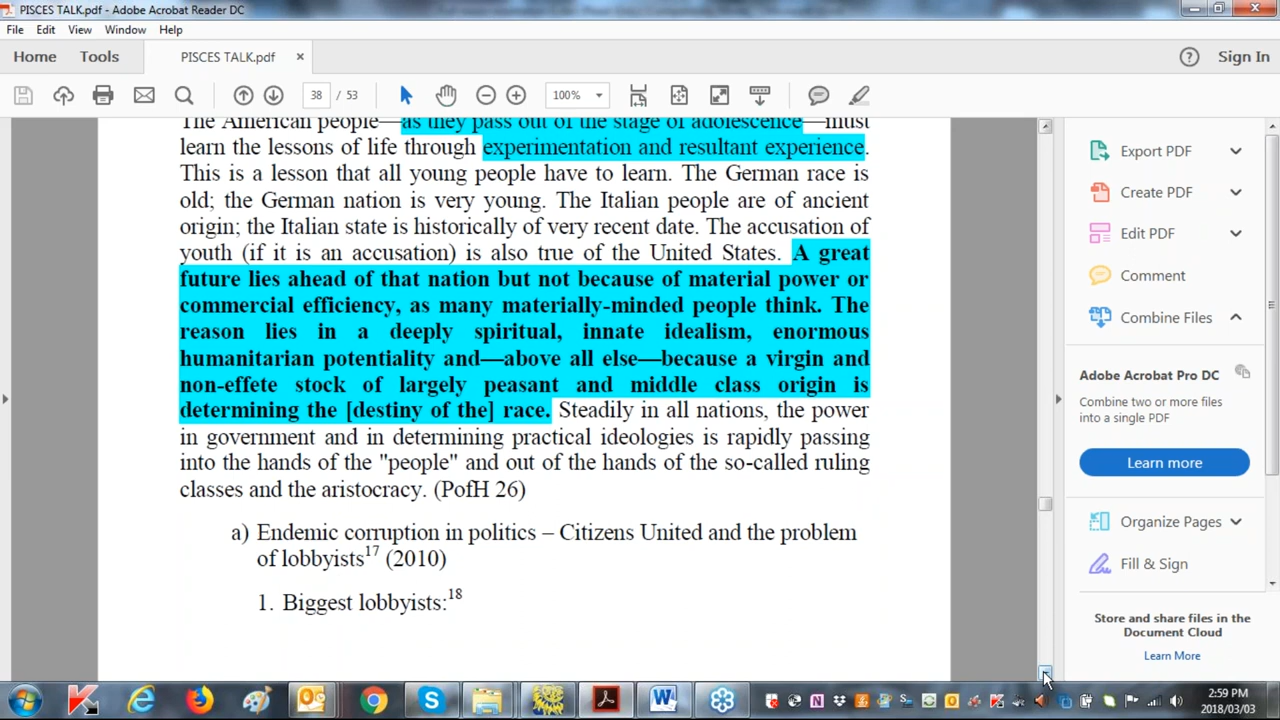 PISCES TALK.pdf - Adobe Acrobat Reader DC
File Edit View Window Help
Home Tools PISCES TALK.pdf × ? Sign In
38 / 53 100%
The American people—as they pass out of the stage of adolescence—must
learn the lessons of life through experimentation and resultant experience.
This is a lesson that all young people have to learn. The German race is
old; the German nation is very young. The Italian people are of ancient
origin; the Italian state is historically of very recent date. The accusation of
youth (if it is an accusation) is also true of the United States. A great
future lies ahead of that nation but not because of material power or
commercial efficiency, as many materially-minded people think. The
reason lies in a deeply spiritual, innate idealism, enormous
humanitarian potentiality and—above all else—because a virgin and
non-effete stock of largely peasant and middle class origin is
determining the [destiny of the] race. Steadily in all nations, the power
in government and in determining practical ideologies is rapidly passing
into the hands of the "people" and out of the hands of the so-called ruling
classes and the aristocracy. (PofH 26)
a) Endemic corruption in politics – Citizens United and the problem
of lobbyists17 (2010)
1. Biggest lobbyists:18
Export PDF
Create PDF
Edit PDF
Comment
Combine Files
Adobe Acrobat Pro DC
Combine two or more files
into a single PDF
Learn more
Organize Pages
Fill & Sign
Store and share files in the
Document Cloud
Learn More
2:59 PM
2018/03/03